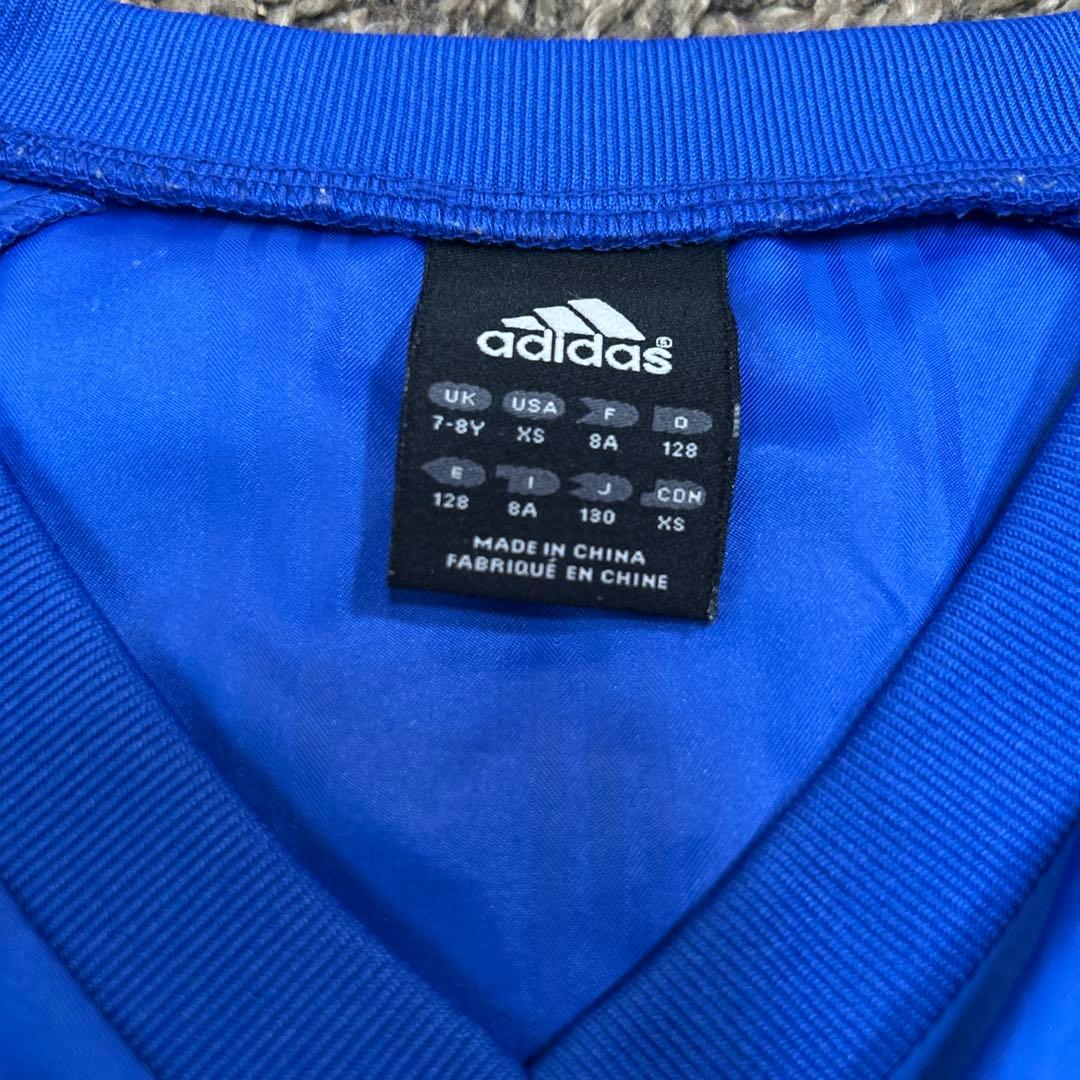 adidas®
UK USA F D
7-8Y XS 8A 128
E I J CDN
128 8A 130 XS
MADE IN CHINA
FABRIQUÉ EN CHINE